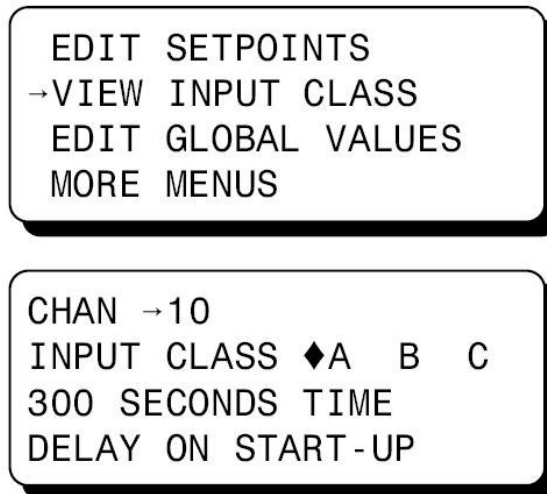 EDIT SETPOINTS
→VIEW INPUT CLASS
EDIT GLOBAL VALUES
MORE MENUS
CHAN →10
INPUT CLASS ♦A B C
300 SECONDS TIME
DELAY ON START-UP